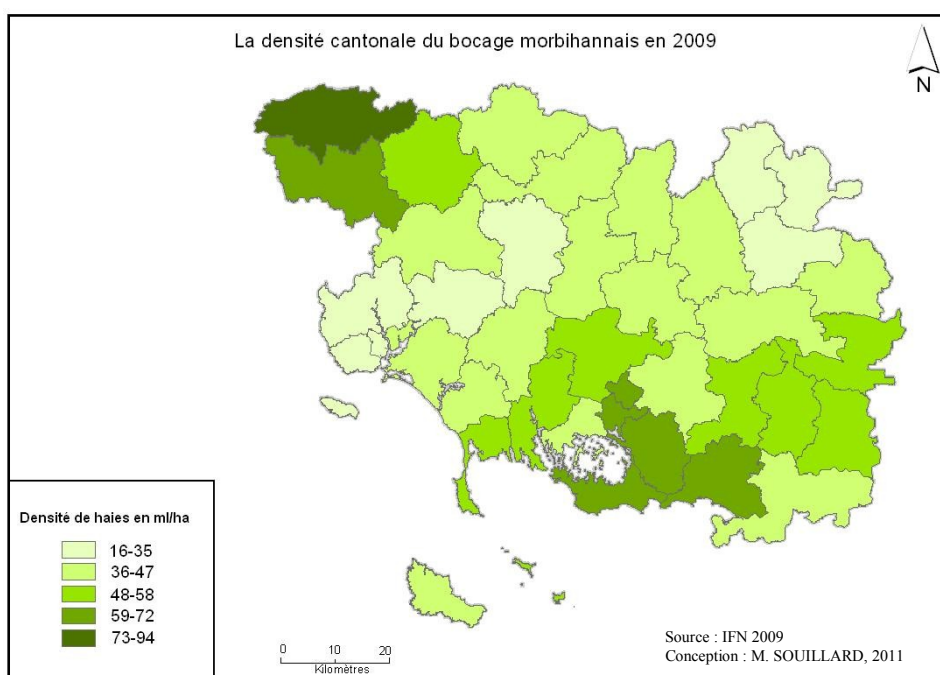 La densité cantonale du bocage morbihannais en 2009
N
Densité de haies en ml/ha
16-35
36-47
48-58
59-72
73-94
0 10 20
Kilomètres
Source : IFN 2009
Conception : M. SOUILLARD, 2011